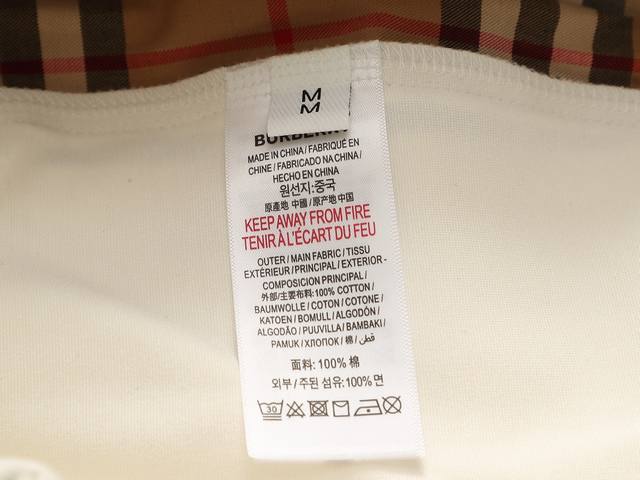 M
M
BURBERRY
MADE IN CHINA / FABRIQUÉ EN
CHINE / FABRICADO NA CHINA /
HECHO EN CHINA
원선지:중국
原產地 中國 / 原产地 中国
KEEP AWAY FROM FIRE
TENIR À L'ÉCART DU FEU
OUTER / MAIN FABRIC / TISSU
EXTÉRIEUR / PRINCIPAL / EXTERIOR -
COMPOSICION PRINCIPAL /
外部/主要布料:100% COTTON /
BAUMWOLLE / COTON / COTONE /
KATOEN / BOMULL / ALGODÓN /
ALGODÃO / PUUVILLA / BAMBAKI /
PAMUK / ХЛОПОК / 棉 / قطن
面料: 100% 棉
외부 / 주된 섬유: 100% 면
30